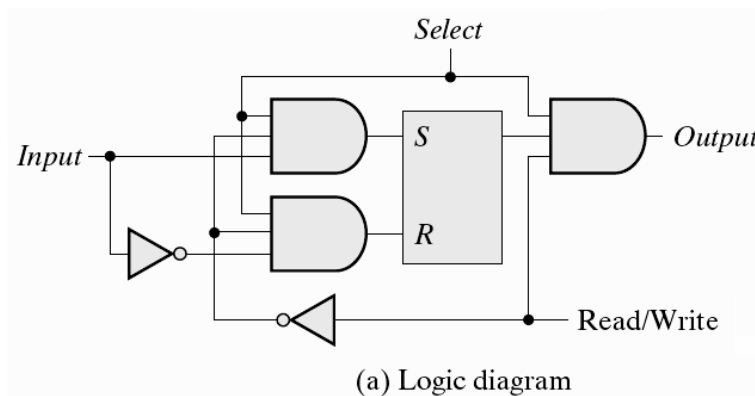 Select
Input
S
Output
R
Read/Write
(a) Logic diagram